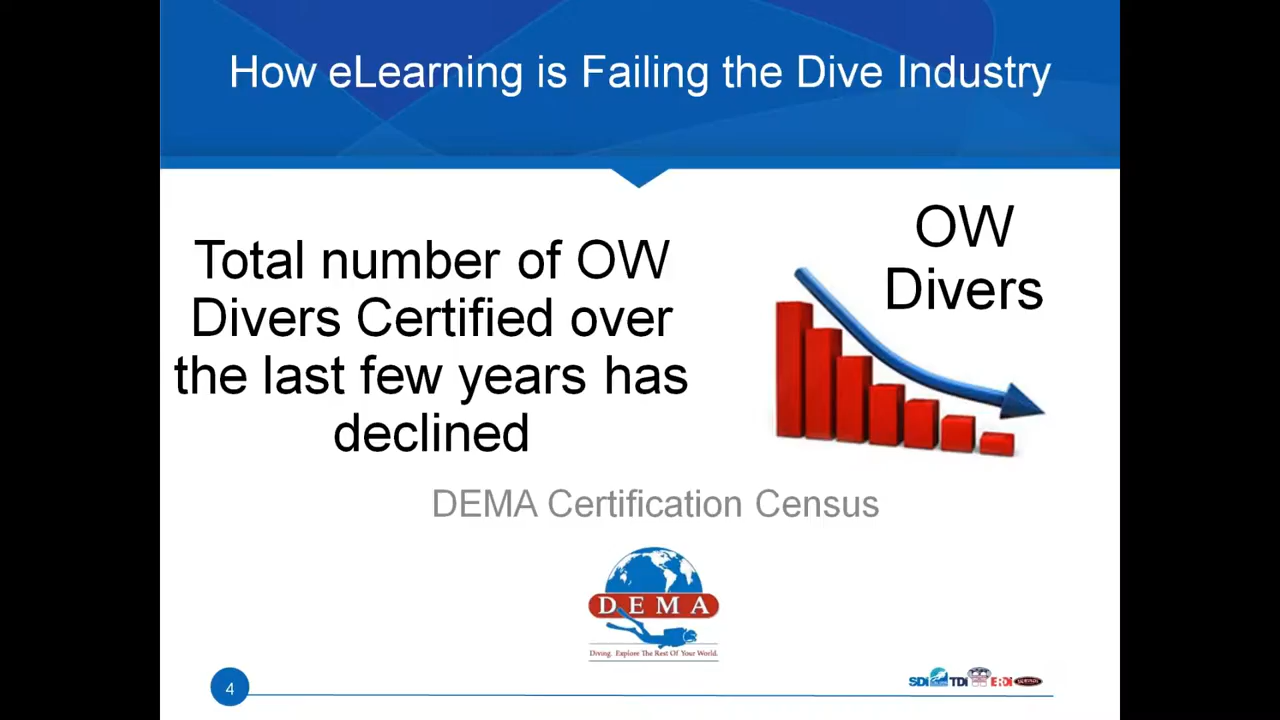 How eLearning is Failing the Dive Industry
Total number of OW
Divers Certified over
the last few years has
declined
OW
Divers
DEMA Certification Census
DEMA
Diving. Explore The Rest Of Your World.
4
SDI TDI ERDI